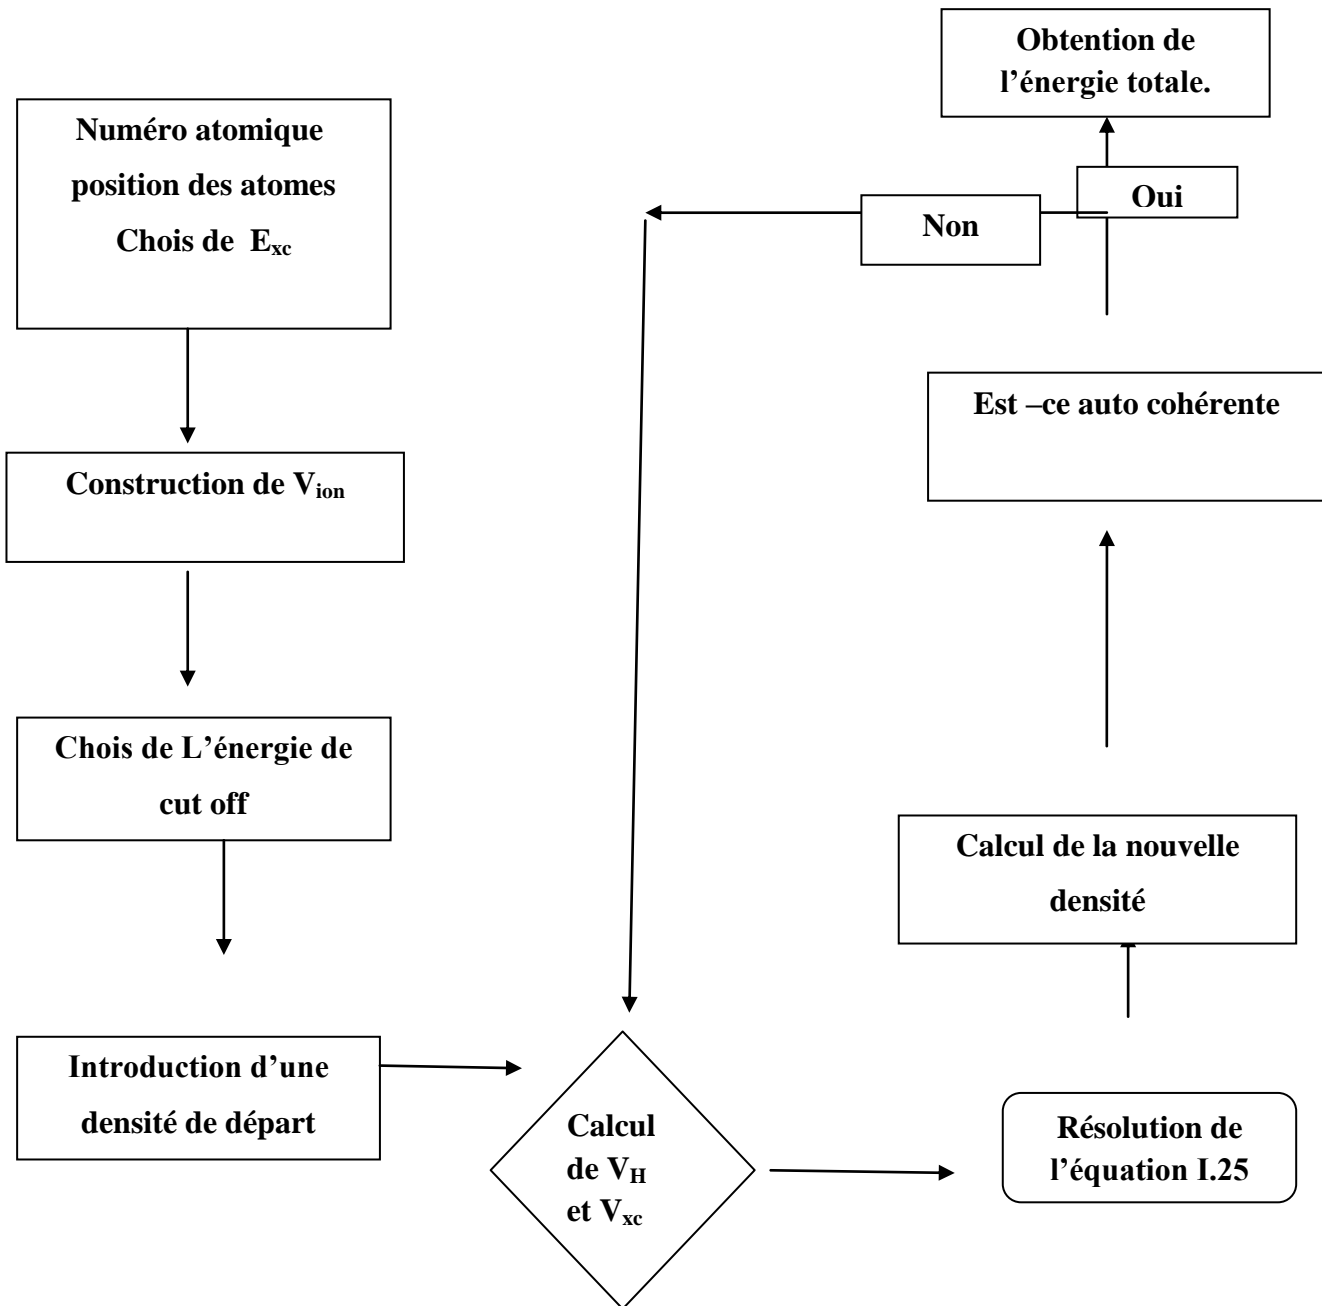 Numéro atomique
position des atomes
Chois de E_xc
Construction de V_ion
Chois de L’énergie de
cut off
Introduction d’une
densité de départ
Calcul
de V_H
et V_xc
Résolution de
l’équation I.25
Calcul de la nouvelle
densité
Est –ce auto cohérente
Non
Oui
Obtention de
l’énergie totale.